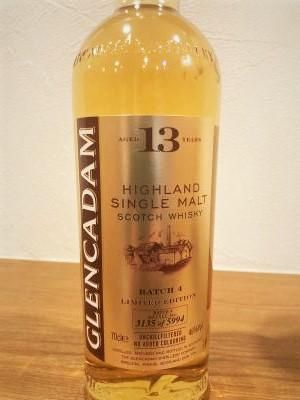 GLENCADAM
AGED 13 YEARS
HIGHLAND
SINGLE MALT
SCOTCH WHISKY
BATCH 4
LIMITED EDITION
3135 of 5994
70cl℮ UNCHILLFILTERED 46%vol
NO ADDED COLOURING